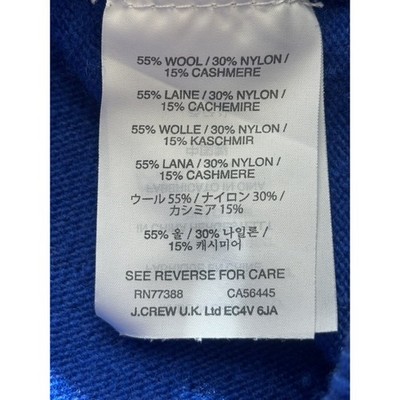 55% WOOL / 30% NYLON /
15% CASHMERE
55% LAINE / 30% NYLON /
15% CACHEMIRE
55% WOLLE / 30% NYLON /
15% KASCHMIR
55% LANA / 30% NYLON /
15% CASHMERE
ウール 55% / ナイロン 30% /
カシミア 15%
55% 울 / 30% 나일론 /
15% 캐시미어
SEE REVERSE FOR CARE
RN77388 CA56445
J.CREW U.K. Ltd EC4V 6JA